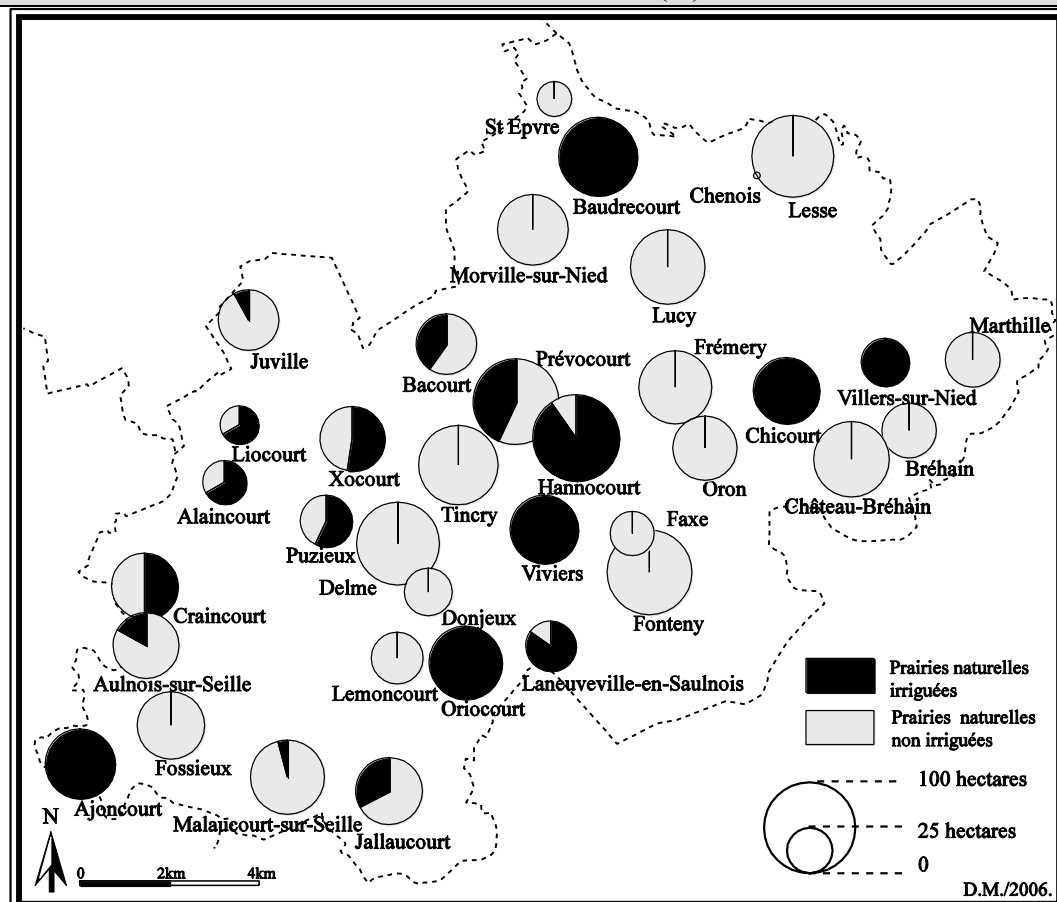 St Epvre
Baudrecourt
Chenois
Lesse
Morville-sur-Nied
Lucy
Marthille
Juville
Bacourt
Prévocourt
Frémery
Villers-sur-Nied
Chicourt
Liocourt
Xocourt
Hannocourt
Oron
Bréhain
Château-Bréhain
Alaincourt
Tincry
Puzieux
Faxe
Viviers
Delme
Craincourt
Donjeux
Fonteny
Aulnois-sur-Seille
Lemoncourt
Laneuveville-en-Saulnois
Oriocourt
Fossieux
Ajoncourt
Malaucourt-sur-Seille
Jallaucourt
Prairies naturelles
irriguées
Prairies naturelles
non irriguées
100 hectares
25 hectares
0
N
0 2km 4km
D.M./2006.